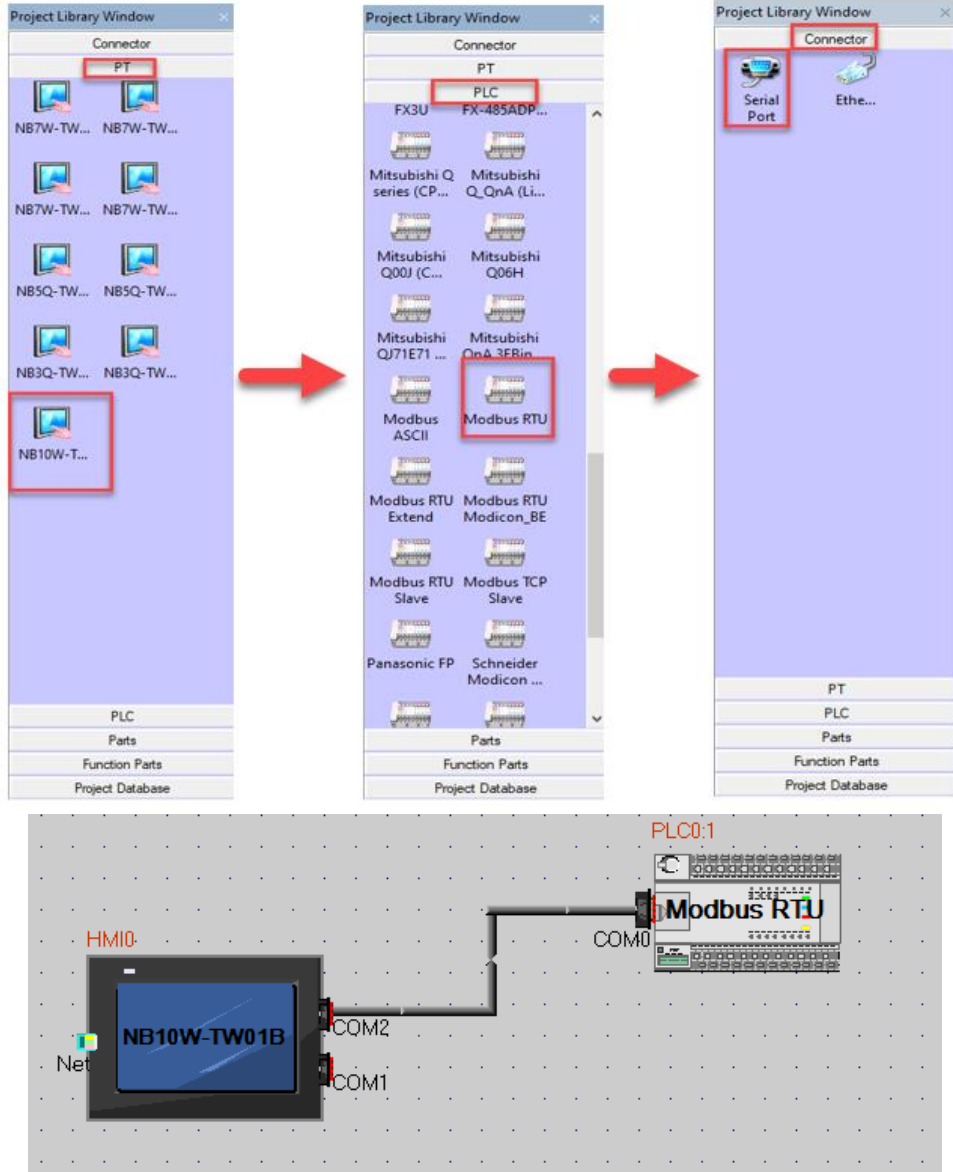 Project Library Window
Connector
PT
NB7W-TW... NB7W-TW...
NB7W-TW... NB7W-TW...
NB5Q-TW... NB5Q-TW...
NB3Q-TW... NB3Q-TW...
NB10W-T...
PLC
Parts
Function Parts
Project Database
Project Library Window
Connector
PT
PLC
FX3U FX-485ADP...
Mitsubishi Q Mitsubishi
series (CP... Q_QnA (Li...
Mitsubishi Mitsubishi
Q00J (C... Q06H
Mitsubishi Mitsubishi
QJ71E71 ... QnA 3EBin
Modbus Modbus RTU
ASCII
Modbus RTU Modbus RTU
Extend Modicon_BE
Modbus RTU Modbus TCP
Slave Slave
Panasonic FP Schneider
Modicon ...
Parts
Function Parts
Project Database
Project Library Window
Connector
Serial Ethe...
Port
PT
PLC
Parts
Function Parts
Project Database
PLC0:1
Modbus RTU
COM0
HMI0
NB10W-TW01B
COM2
Net
COM1